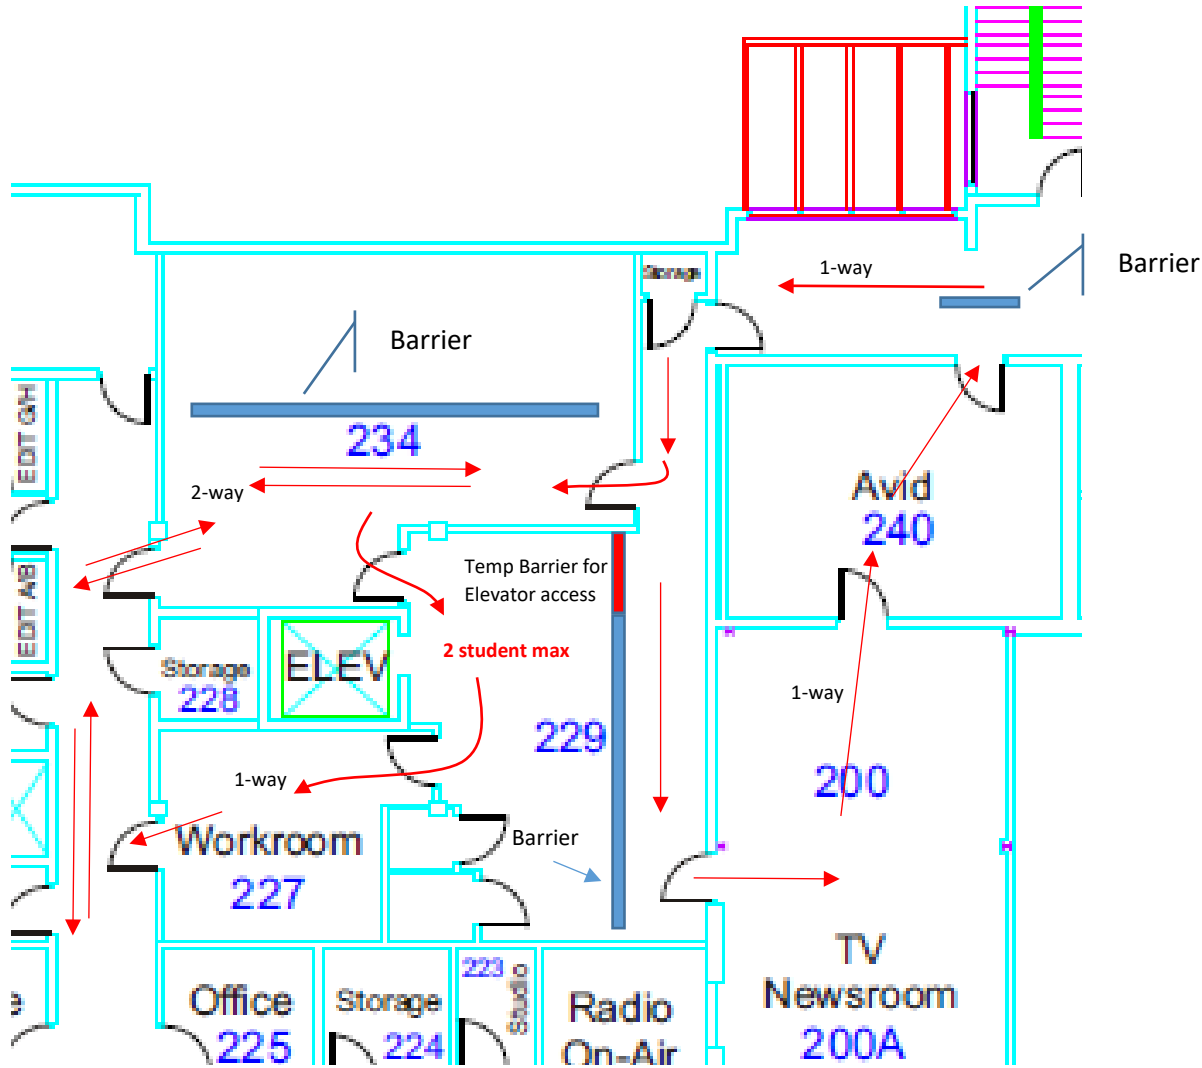 Barrier
1-way
Storage
Barrier
EDT G/H
234
2-way
Avid
240
Temp Barrier for
Elevator access
EDT A/B
2 student max
ELEV
Storage
228
1-way
229
200
1-way
Workroom
227
Barrier
TV
Newsroom
200A
Office
225
Storage
224
223
Studio
Radio
On-Air
e